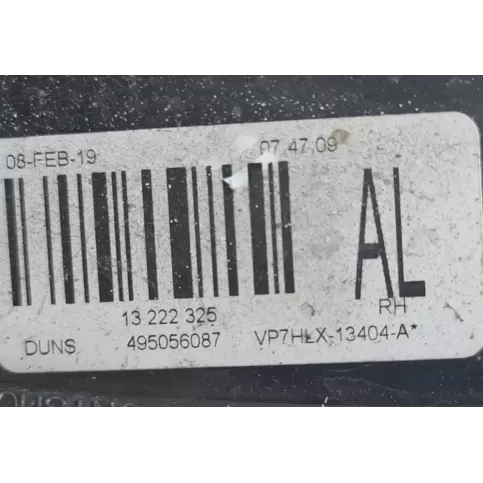 08-FEB-19 07.47.09
AL
13 222 325 RH
DUNS 495056087 VP7HLX-13404-A*